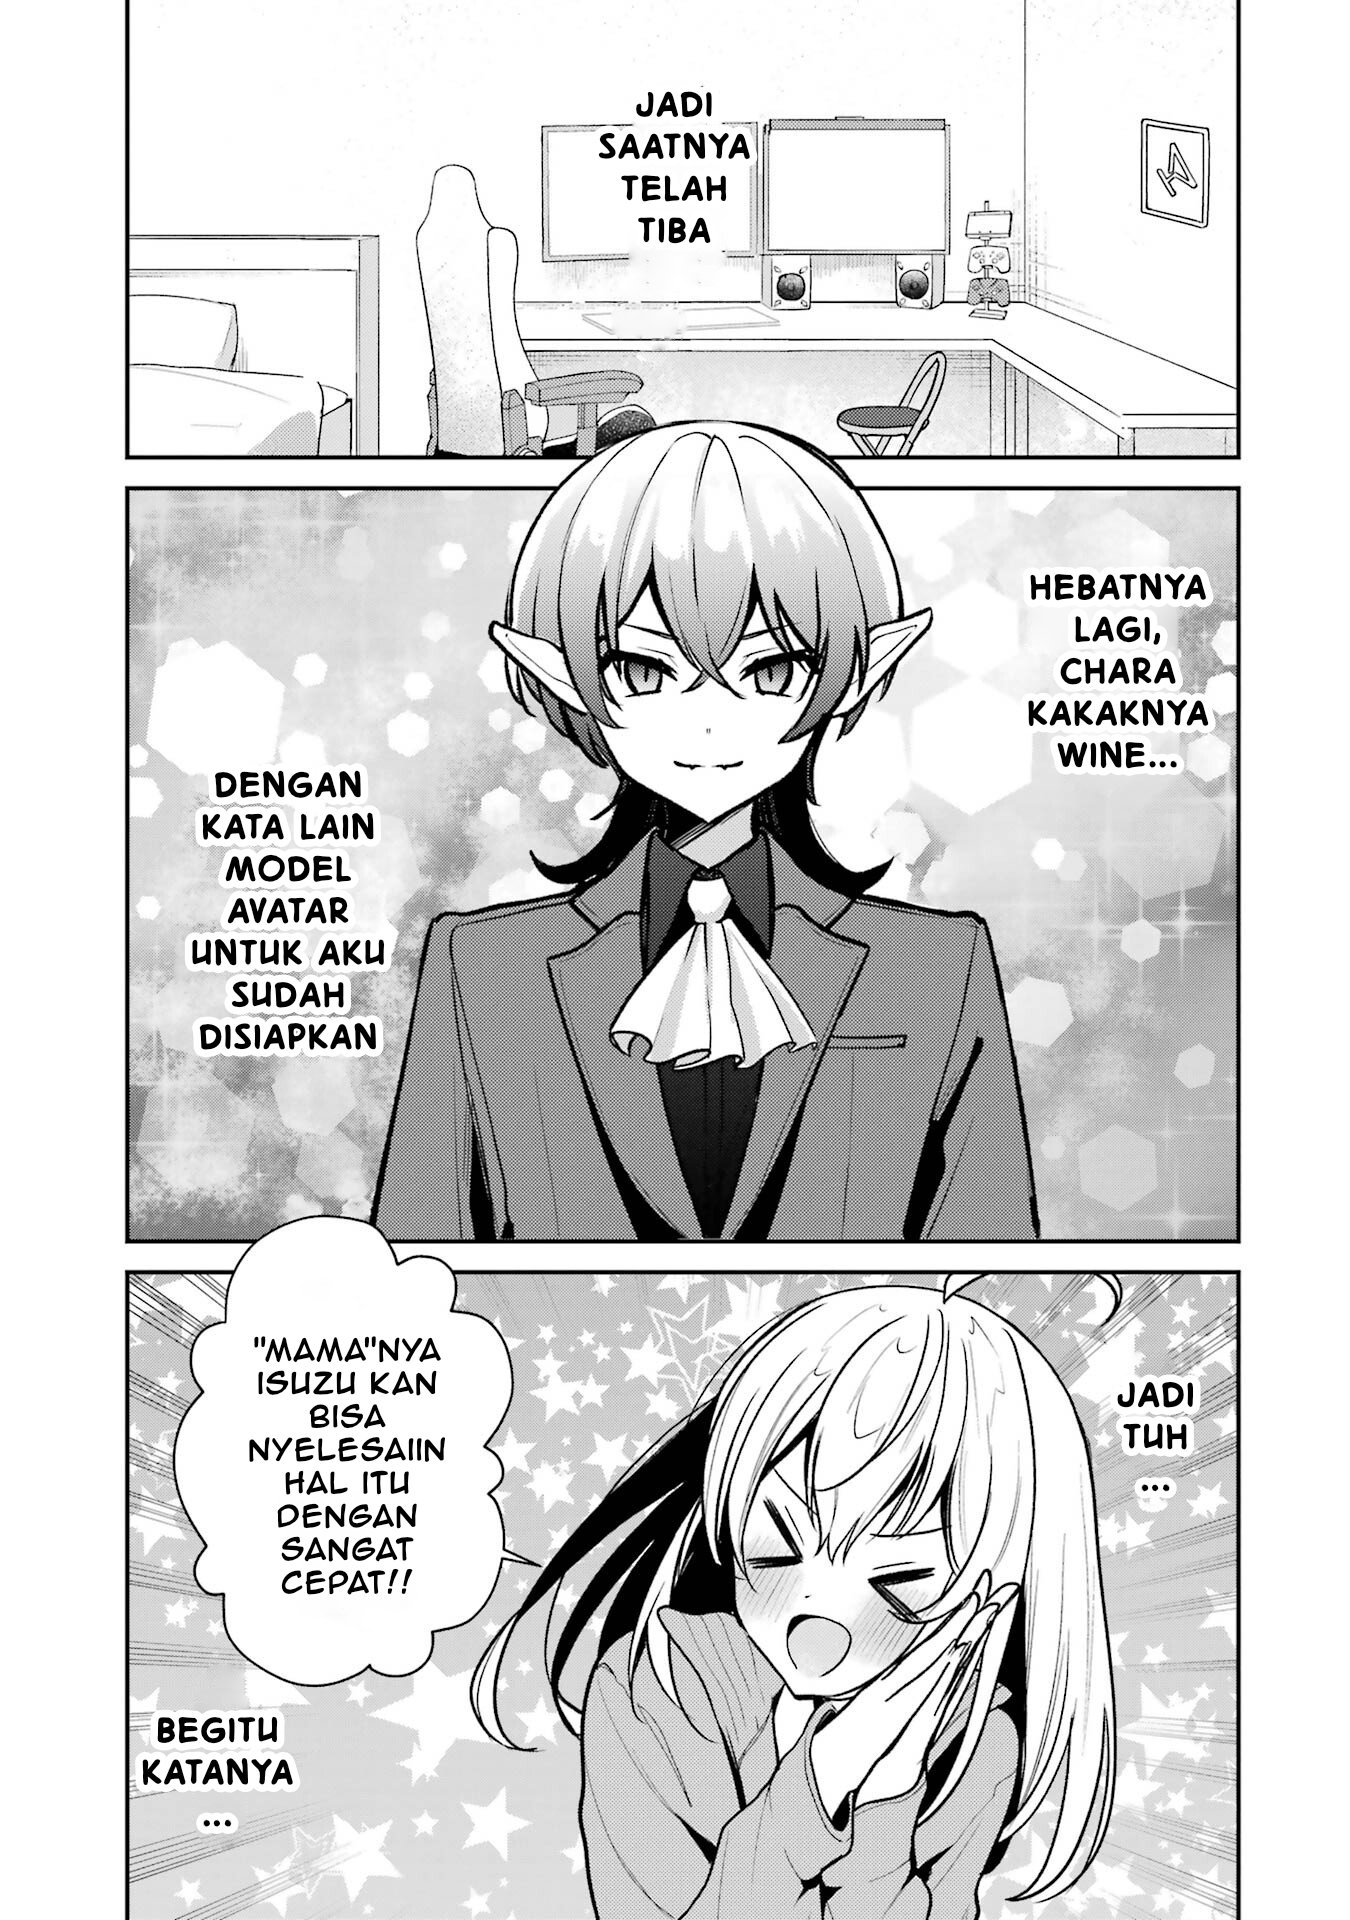 JADI
SAATNYA
TELAH
TIBA
HEBATNYA
LAGI,
CHARA
KAKAKNYA
WINE...
DENGAN
KATA LAIN
MODEL
AVATAR
UNTUK AKU
SUDAH
DISIAPKAN
JADI
TUH
...
"MAMA"NYA
ISUZU KAN
BISA
NYELESAIIN
HAL ITU
DENGAN
SANGAT
CEPAT!!
BEGITU
KATANYA
...